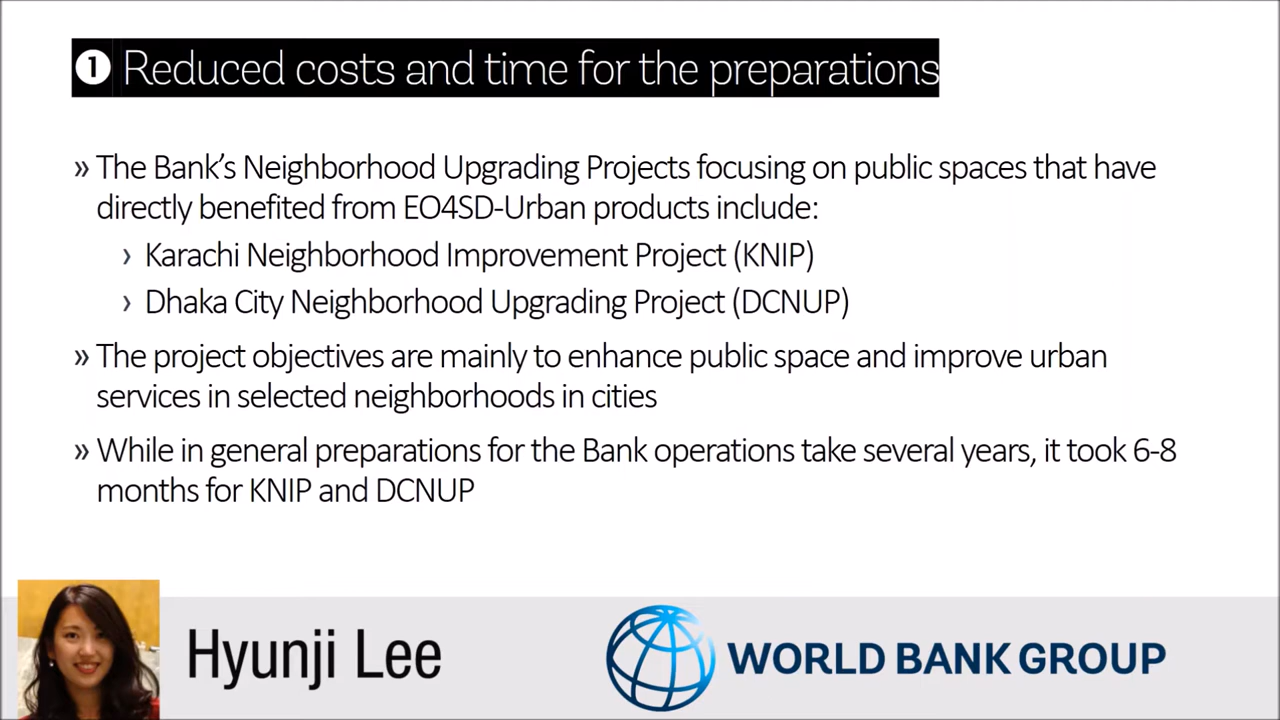 ❶ Reduced costs and time for the preparations
» The Bank’s Neighborhood Upgrading Projects focusing on public spaces that have
directly benefited from EO4SD-Urban products include:
› Karachi Neighborhood Improvement Project (KNIP)
› Dhaka City Neighborhood Upgrading Project (DCNUP)
» The project objectives are mainly to enhance public space and improve urban
services in selected neighborhoods in cities
» While in general preparations for the Bank operations take several years, it took 6-8
months for KNIP and DCNUP
Hyunji Lee
WORLD BANK GROUP